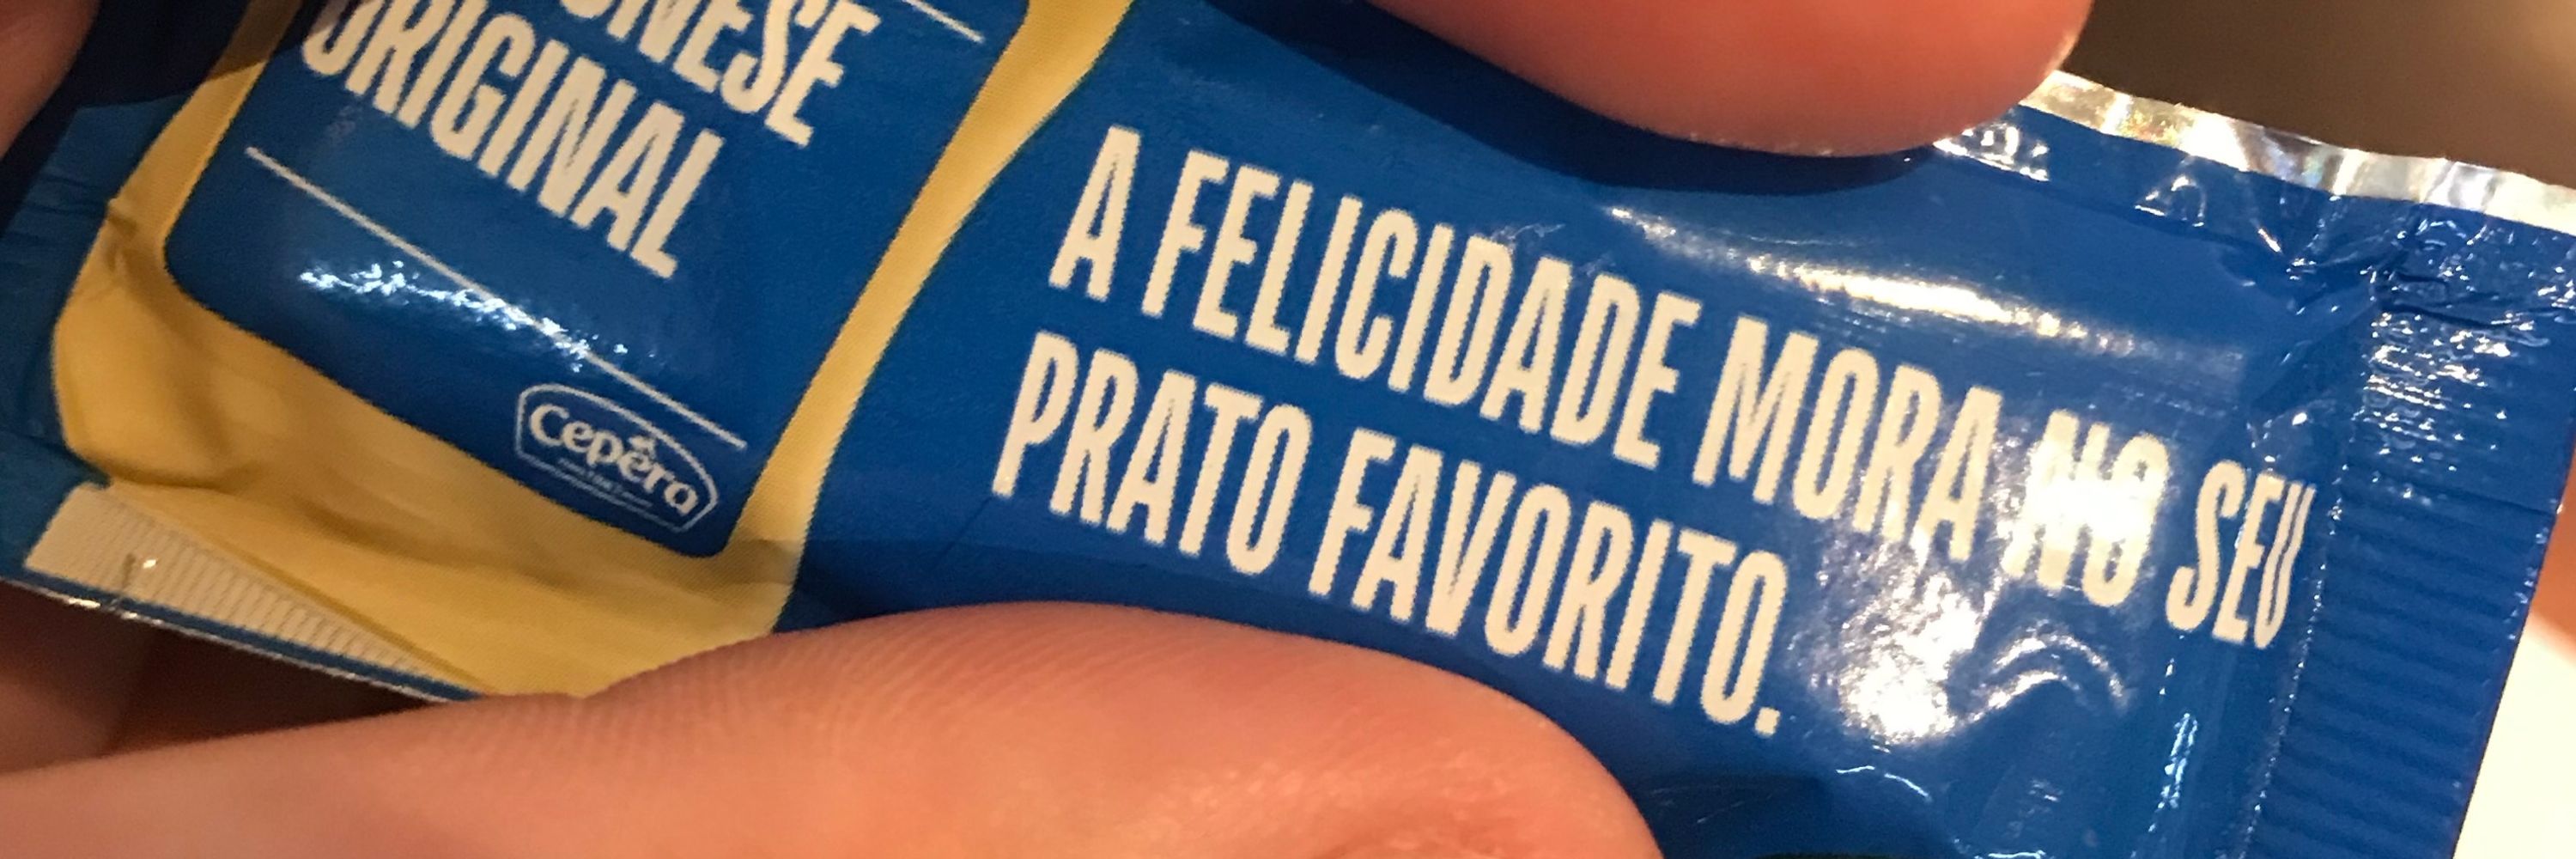 ORIGINAL
Cepêra
A FELICIDADE MORA NO SEU
PRATO FAVORITO.